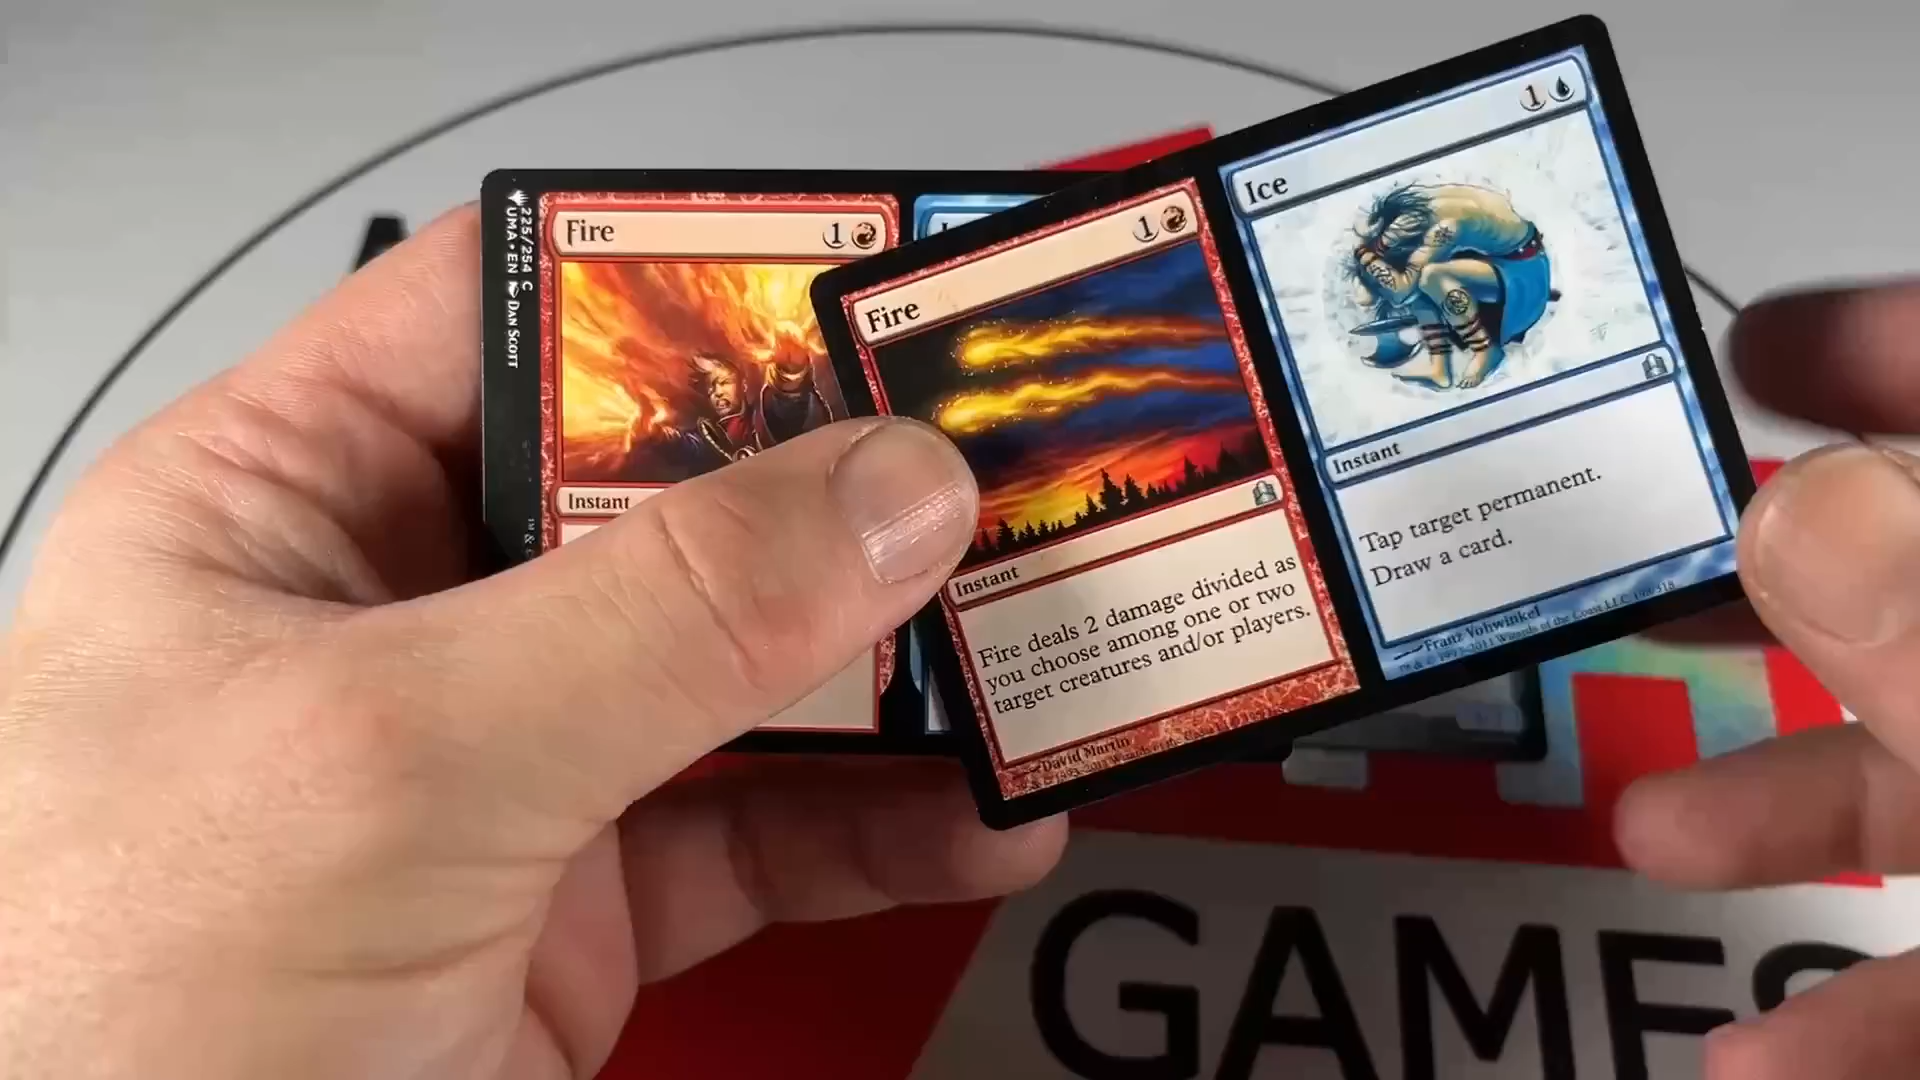 225/254 C
UMA • EN DAN SCOTT
Fire 1
Instant
Fire 1
Instant
Fire deals 2 damage divided as
you choose among one or two
target creatures and/or players.
David Martin
Ice 1
Instant
Tap target permanent.
Draw a card.
Franz Vohwinkel
GAMES